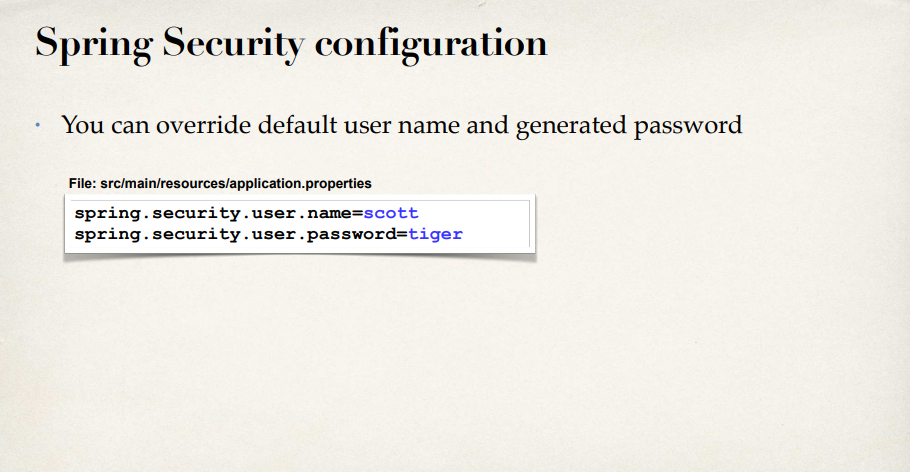 Spring Security configuration
• You can override default user name and generated password
File: src/main/resources/application.properties
spring.security.user.name=scott
spring.security.user.password=tiger